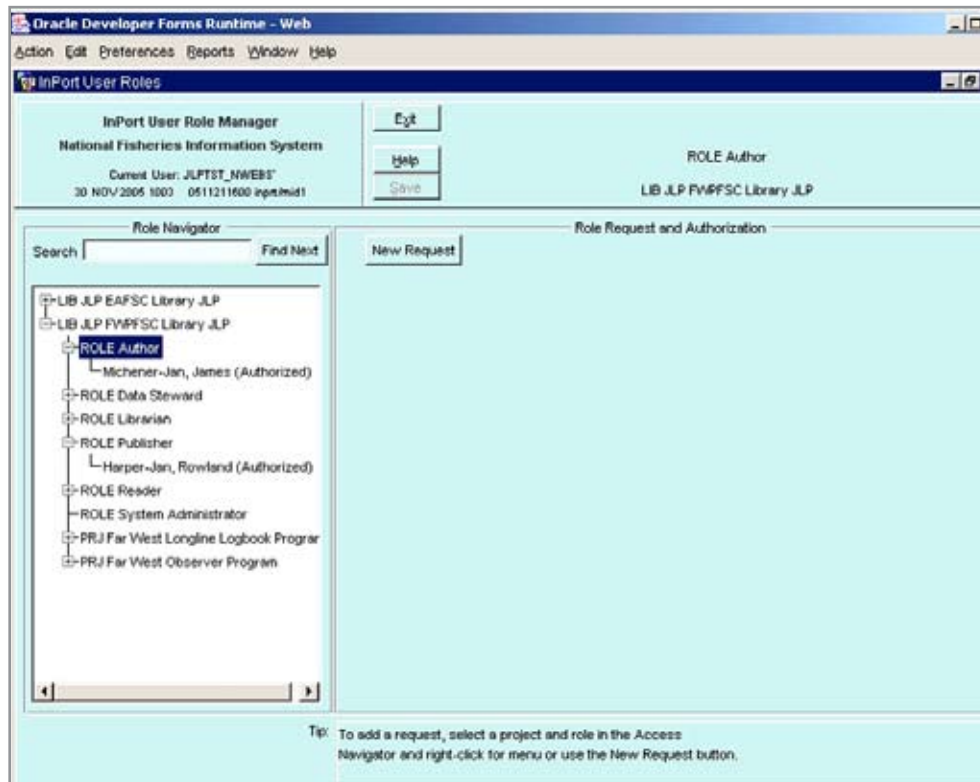 Oracle Developer Forms Runtime - Web
Action Edit Preferences Reports Window Help
InPort User Roles
InPort User Role Manager
National Fisheries Information System
Current User: JLPTST_NWEBS'
30 NOV 2005 1003 0511211600 inport/mid1
Exit
Help
Save
ROLE Author
LIB JLP FWPFSC Library JLP
Role Navigator
Search
Find Next
LIB JLP EAFSC Library JLP
LIB JLP FWPFSC Library JLP
ROLE Author
Michener-Jan, James (Authorized)
ROLE Data Steward
ROLE Librarian
ROLE Publisher
Harper-Jan, Rowland (Authorized)
ROLE Reader
ROLE System Administrator
PRJ Far West Longline Logbook Prograr
PRJ Far West Observer Program
Role Request and Authorization
New Request
Tip: To add a request, select a project and role in the Access
Navigator and right-click for menu or use the New Request button.